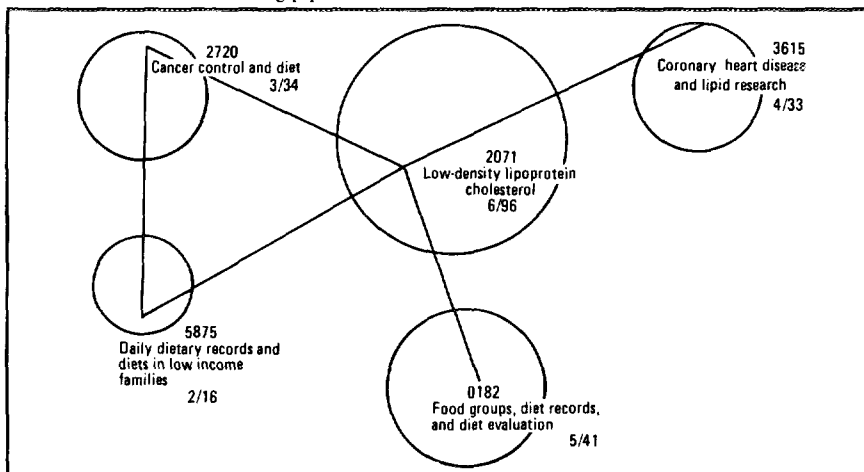 2720
Cancer control and diet
3/34
3615
Coronary heart disease
and lipid research
4/33
2071
Low-density lipoprotein
cholesterol
6/96
5875
Daily dietary records and
diets in low income
families
2/16
0182
Food groups, diet records,
and diet evaluation
5/41